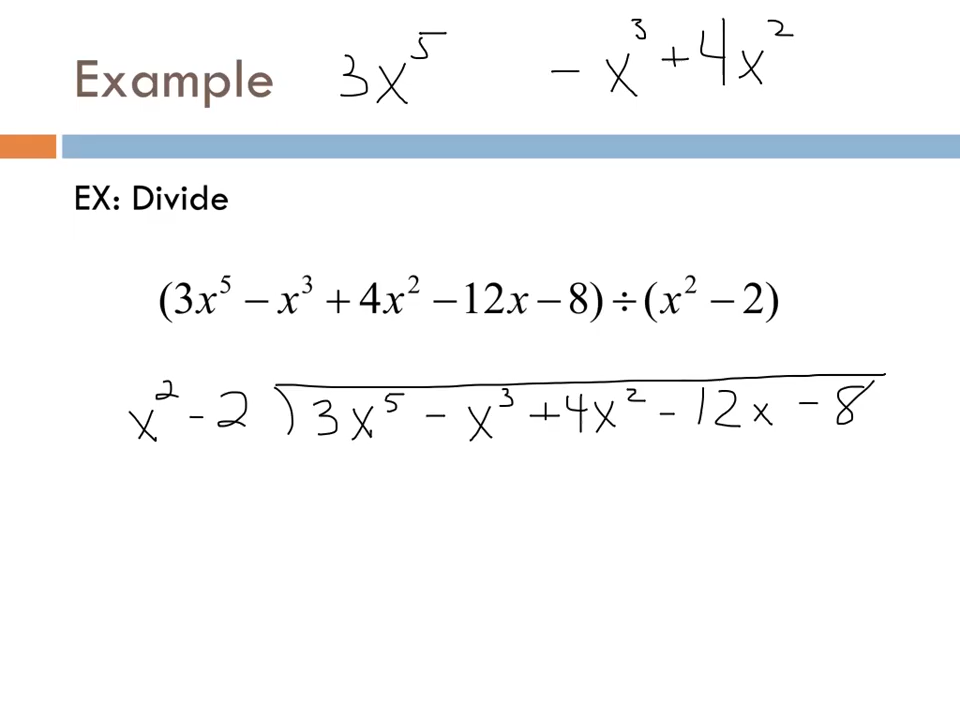 Example 3x⁵ - x³ + 4x²
EX: Divide
(3x⁵ − x³ + 4x² − 12x − 8) ÷ (x² − 2)
x² - 2 ) 3x⁵ - x³ + 4x² - 12x - 8